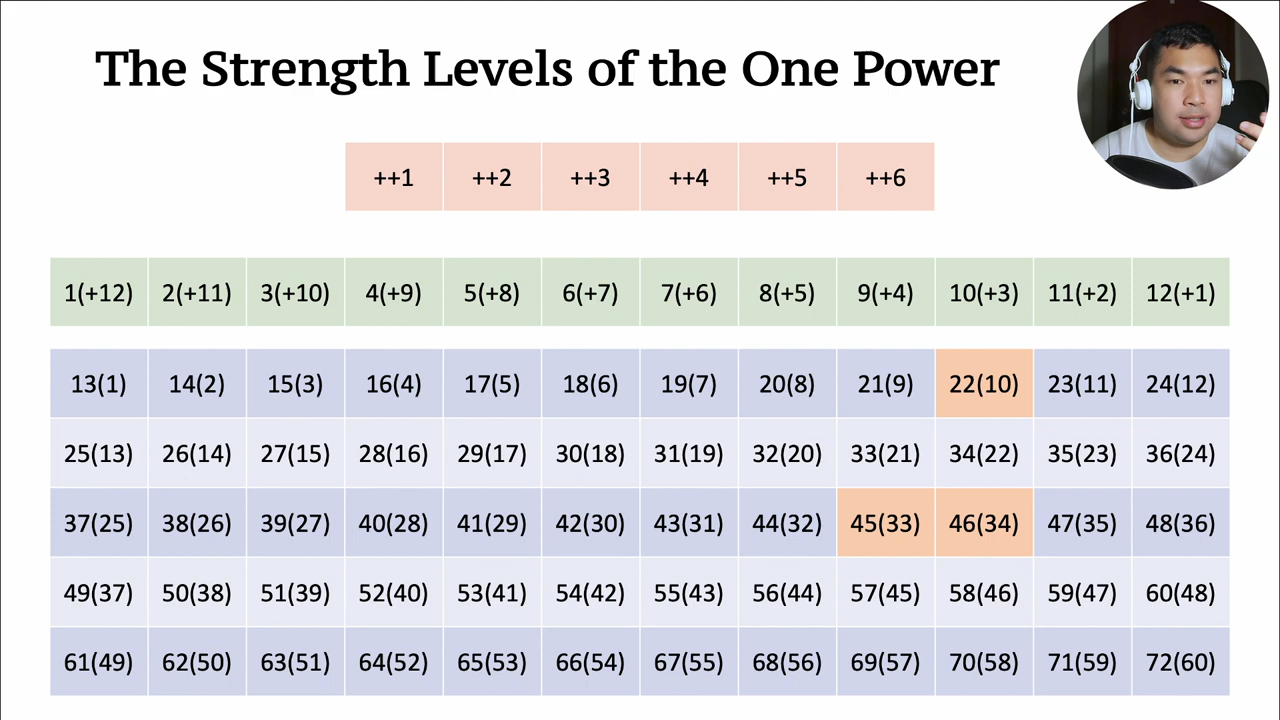 The Strength Levels of the One Power
++1 ++2 ++3 ++4 ++5 ++6
1(+12) 2(+11) 3(+10) 4(+9) 5(+8) 6(+7) 7(+6) 8(+5) 9(+4) 10(+3) 11(+2) 12(+1)
13(1) 14(2) 15(3) 16(4) 17(5) 18(6) 19(7) 20(8) 21(9) 22(10) 23(11) 24(12)
25(13) 26(14) 27(15) 28(16) 29(17) 30(18) 31(19) 32(20) 33(21) 34(22) 35(23) 36(24)
37(25) 38(26) 39(27) 40(28) 41(29) 42(30) 43(31) 44(32) 45(33) 46(34) 47(35) 48(36)
49(37) 50(38) 51(39) 52(40) 53(41) 54(42) 55(43) 56(44) 57(45) 58(46) 59(47) 60(48)
61(49) 62(50) 63(51) 64(52) 65(53) 66(54) 67(55) 68(56) 69(57) 70(58) 71(59) 72(60)